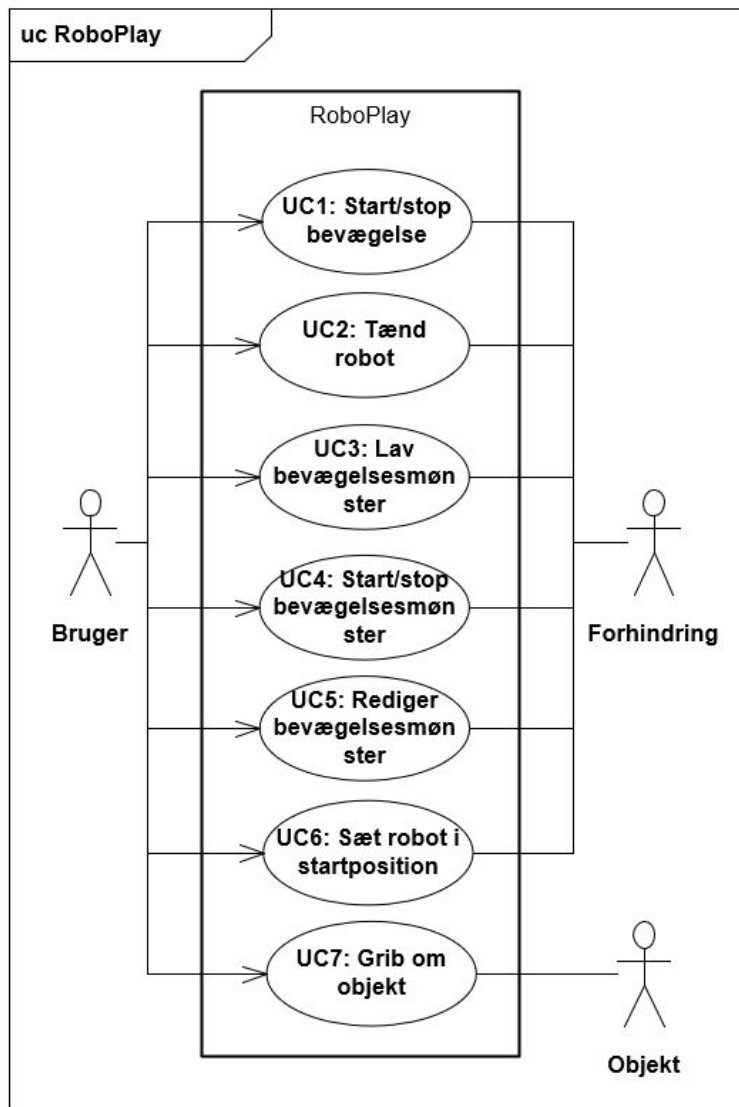 uc RoboPlay
RoboPlay
UC1: Start/stop
bevægelse
UC2: Tænd
robot
UC3: Lav
bevægelsesmøn
ster
UC4: Start/stop
bevægelsesmøn
ster
UC5: Rediger
bevægelsesmøn
ster
UC6: Sæt robot i
startposition
UC7: Grib om
objekt
Bruger
Forhindring
Objekt